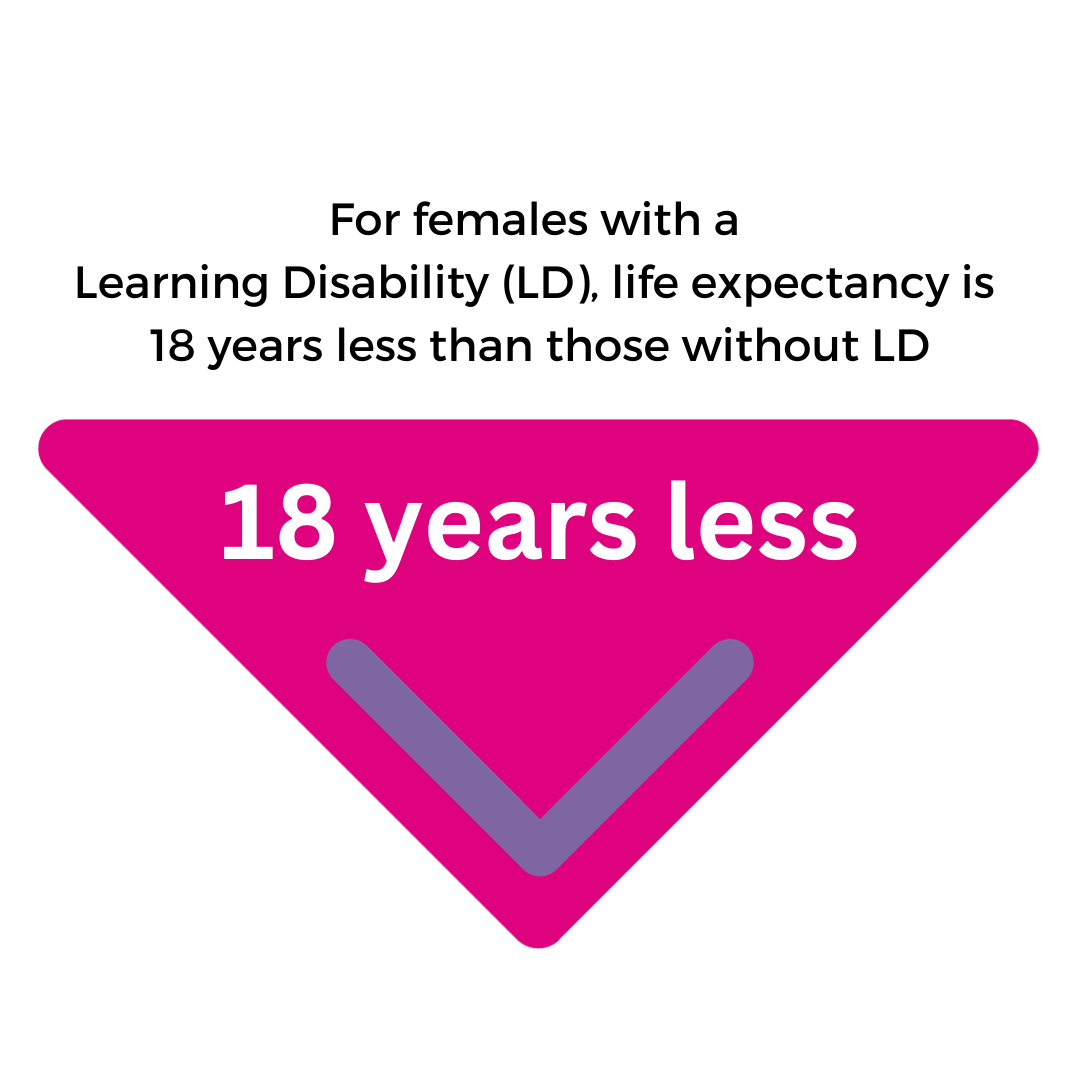 For females with a
Learning Disability (LD), life expectancy is
18 years less than those without LD
18 years less